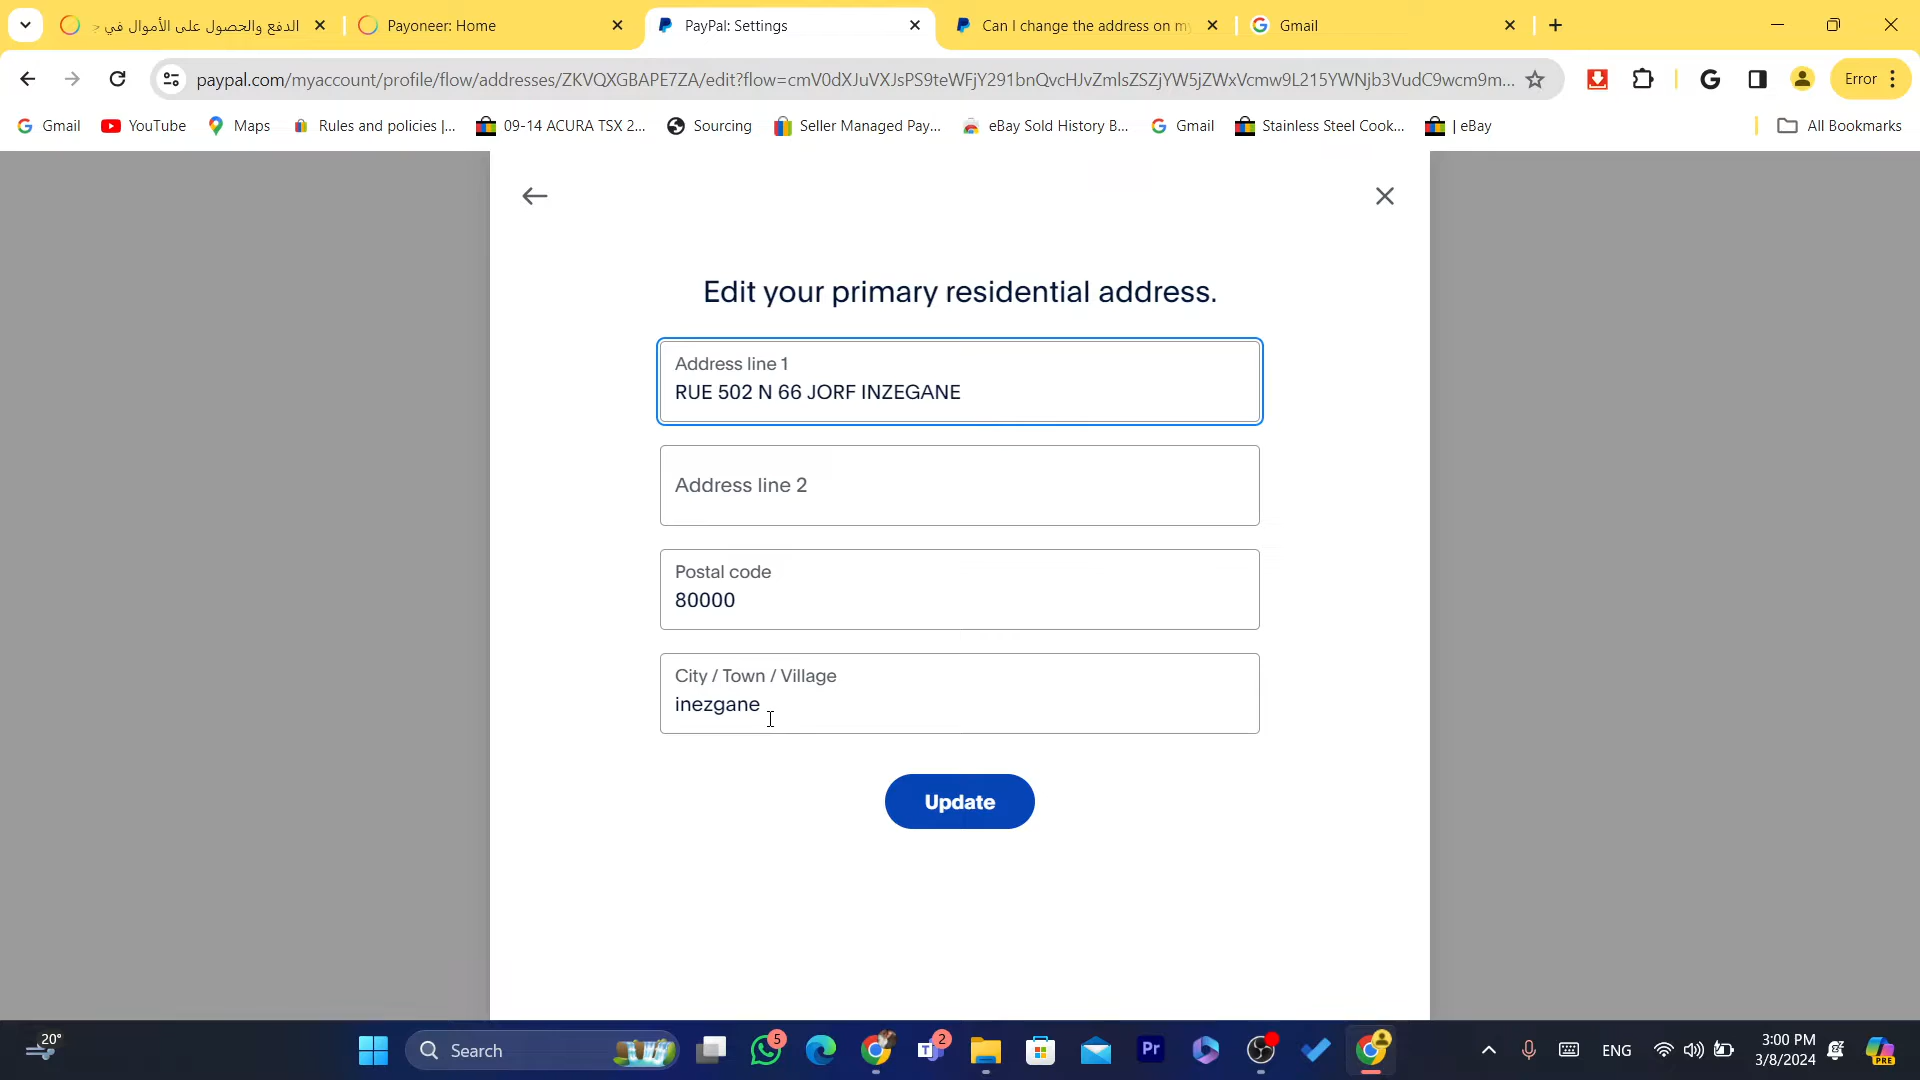 الدفع والحصول على الأموال في
Payoneer: Home
PayPal: Settings
Can I change the address on my
Gmail
paypal.com/myaccount/profile/flow/addresses/ZKVQXGBAPE7ZA/edit?flow=cmV0dXJuVXJsPS9teWFjY291bnQvcHJvZmlsZSZjYW5jZWxVcmw9L215YWNjb3VudC9wcm9m...
Error
Gmail
YouTube
Maps
Rules and policies |...
09-14 ACURA TSX 2...
Sourcing
Seller Managed Pay...
eBay Sold History B...
Gmail
Stainless Steel Cook...
| eBay
All Bookmarks
Edit your primary residential address.
Address line 1
RUE 502 N 66 JORF INZEGANE
Address line 2
Postal code
80000
City / Town / Village
inezgane
Update
20°
Search
5
2
Pr
ENG
3:00 PM
3/8/2024
PRE